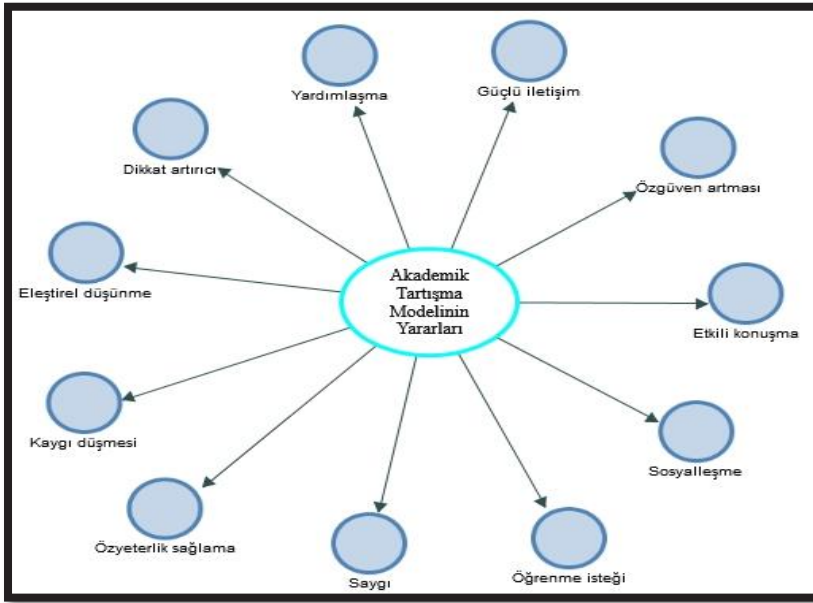 Yardımlaşma
Güçlü iletişim
Dikkat artırıcı
Özgüven artması
Eleştirel düşünme
Akademik
Tartışma
Modelinin
Yararları
Etkili konuşma
Kaygı düşmesi
Sosyalleşme
Özyeterlik sağlama
Saygı
Öğrenme isteği